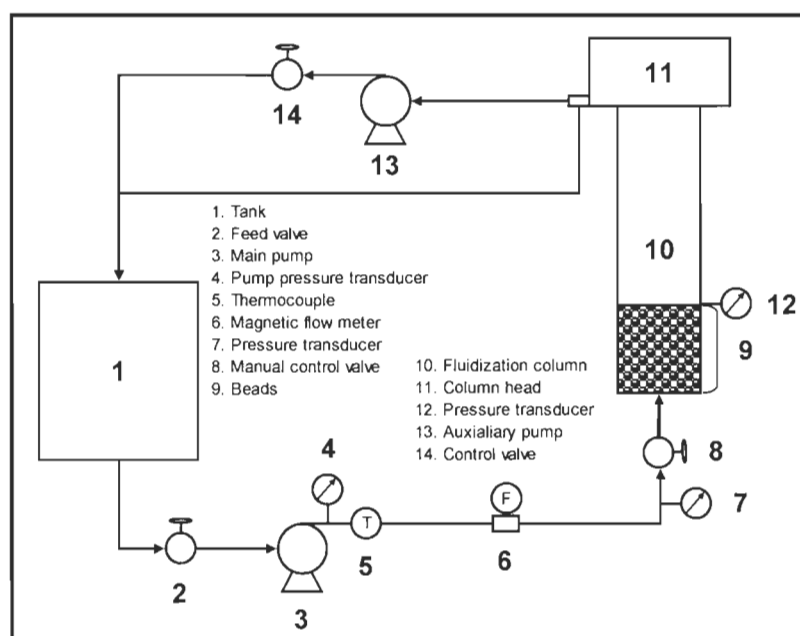 11
14
13
10
1. Tank
2. Feed valve
3. Main pump
4. Pump pressure transducer
5. Thermocouple
6. Magnetic flow meter
7. Pressure transducer
8. Manual control valve
9. Beads
12
9
1
10. Fluidization column
11. Column head
12. Pressure transducer
13. Auxialiary pump
14. Control valve
4
8
F
7
T
5
6
2
3